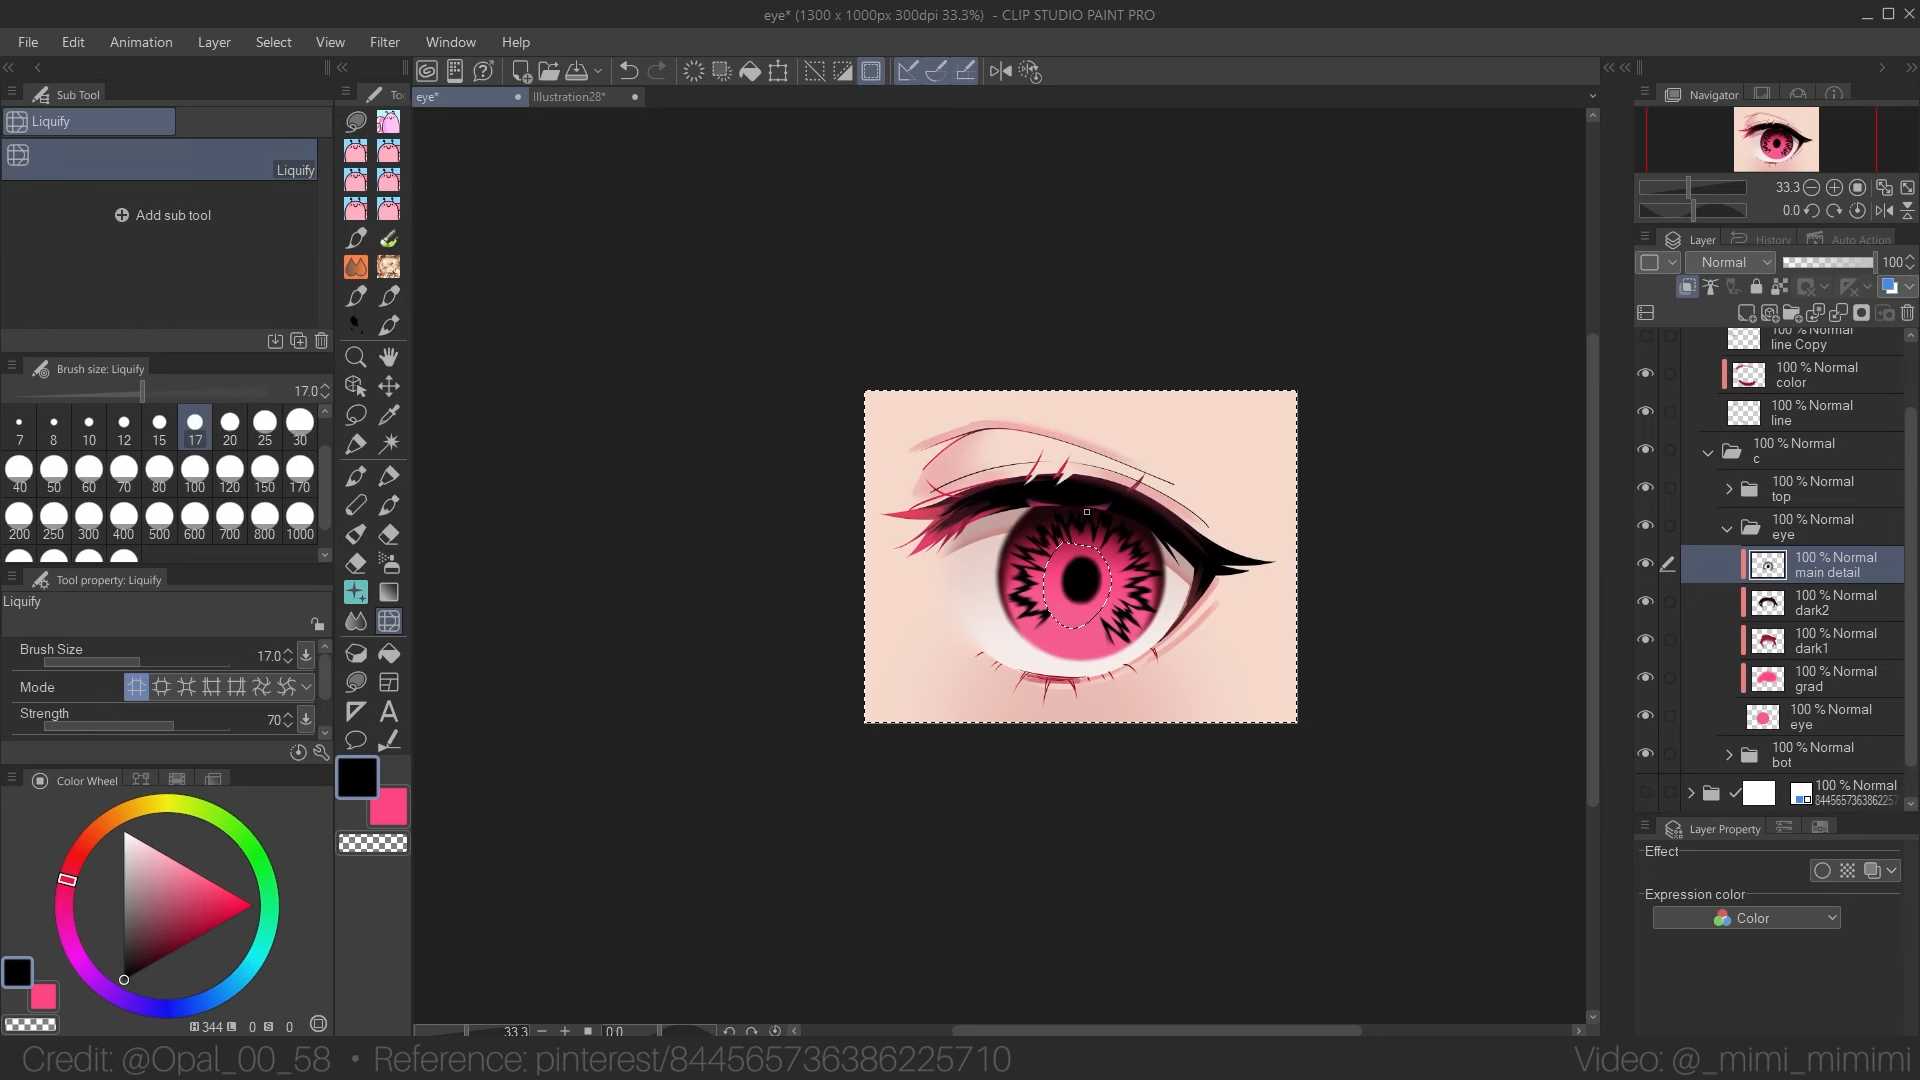 eye* (1300 x 1000px 300dpi 33.3%) - CLIP STUDIO PAINT PRO
File Edit Animation Layer Select View Filter Window Help
Sub Tool
Liquify
Liquify
Add sub tool
Brush size: Liquify
17.0
7 8 10 12 15 17 20 25 30
40 50 60 70 80 100 120 150 170
200 250 300 400 500 600 700 800 1000
Tool property: Liquify
Liquify
Brush Size 17.0
Mode
Strength 70
Color Wheel
H 344 L 0 S 0
Too
eye* Illustration28*
33.3 0.0
Navigator
33.3
0.0
Layer History Auto Action
Normal 100
100 % Normal
line Copy
100 % Normal
color
100 % Normal
line
100 % Normal
c
100 % Normal
top
100 % Normal
eye
100 % Normal
main detail
100 % Normal
dark2
100 % Normal
dark1
100 % Normal
grad
100 % Normal
eye
100 % Normal
bot
100 % Normal
8445657363862257
Layer Property
Effect
Expression color
Color
Credit: @Opal_00_58 • Reference: pinterest/844565736386225710
Video: @_mimi_mimimi